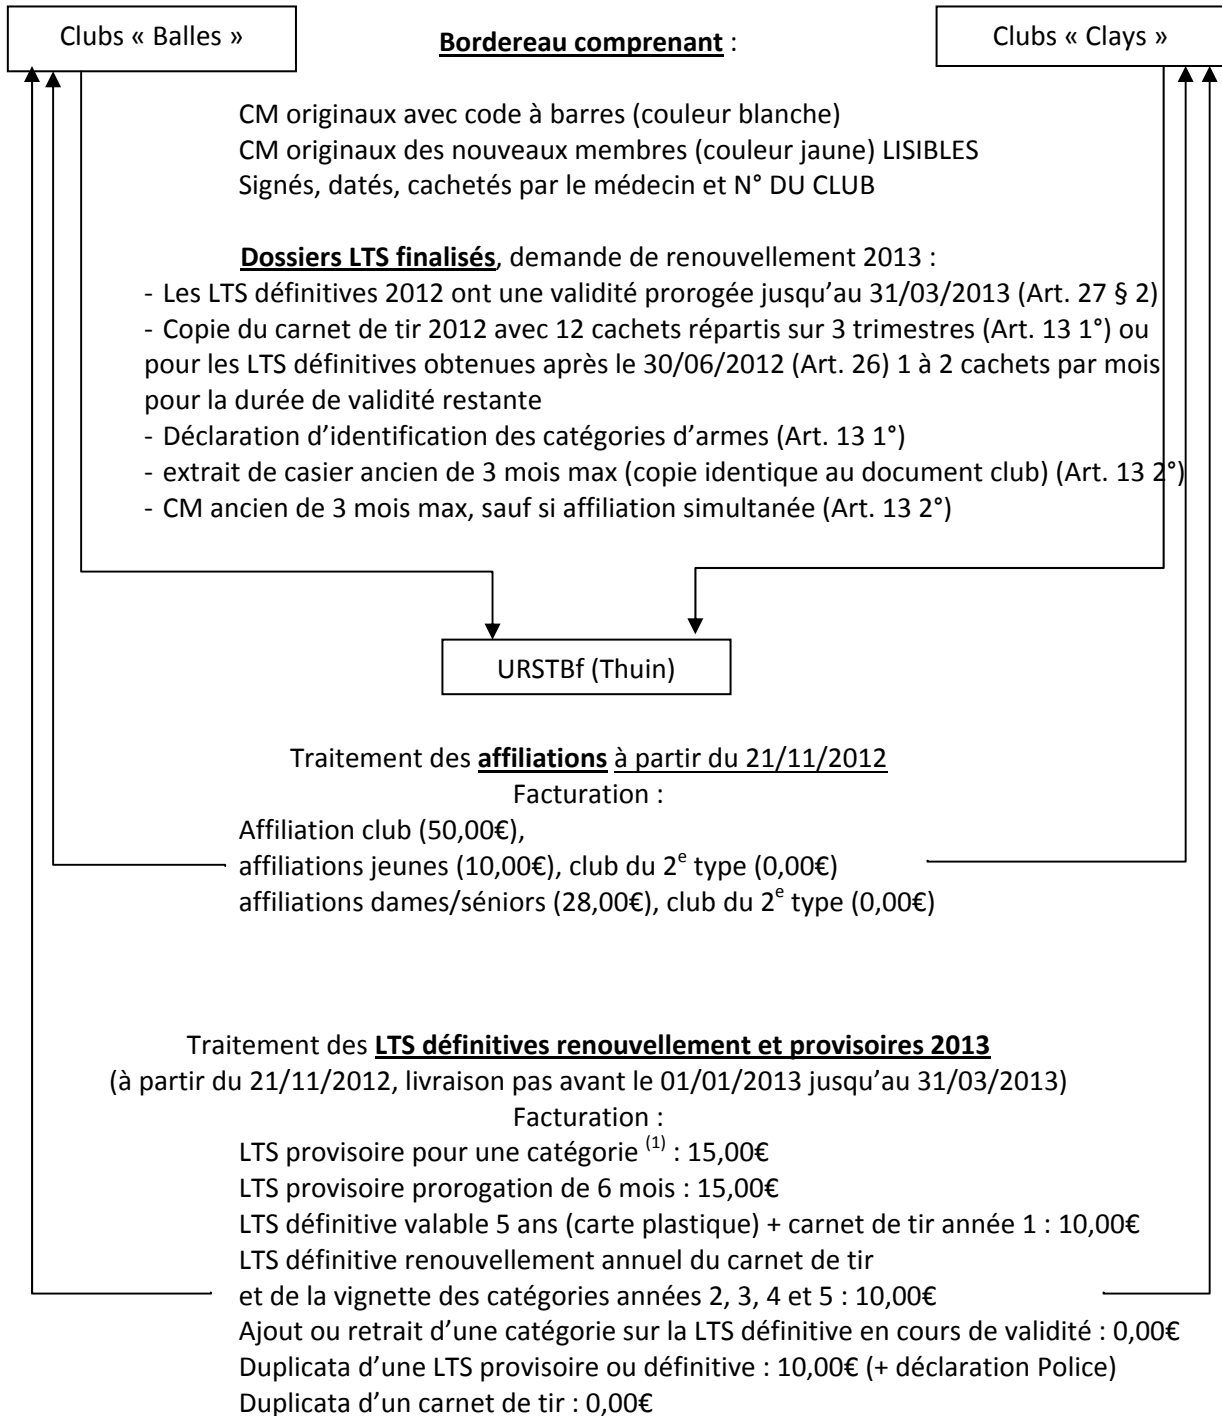 Clubs « Balles »
Bordereau comprenant :
Clubs « Clays »
CM originaux avec code à barres (couleur blanche)
CM originaux des nouveaux membres (couleur jaune) LISIBLES
Signés, datés, cachetés par le médecin et N° DU CLUB
Dossiers LTS finalisés, demande de renouvellement 2013 :
- Les LTS définitives 2012 ont une validité prorogée jusqu’au 31/03/2013 (Art. 27 § 2)
- Copie du carnet de tir 2012 avec 12 cachets répartis sur 3 trimestres (Art. 13 1°) ou
pour les LTS définitives obtenues après le 30/06/2012 (Art. 26) 1 à 2 cachets par mois
pour la durée de validité restante
- Déclaration d’identification des catégories d’armes (Art. 13 1°)
- extrait de casier ancien de 3 mois max (copie identique au document club) (Art. 13 2°)
- CM ancien de 3 mois max, sauf si affiliation simultanée (Art. 13 2°)
URSTBf (Thuin)
Traitement des affiliations à partir du 21/11/2012
Facturation :
Affiliation club (50,00€),
affiliations jeunes (10,00€), club du 2e type (0,00€)
affiliations dames/séniors (28,00€), club du 2e type (0,00€)
Traitement des LTS définitives renouvellement et provisoires 2013
(à partir du 21/11/2012, livraison pas avant le 01/01/2013 jusqu’au 31/03/2013)
Facturation :
LTS provisoire pour une catégorie (1) : 15,00€
LTS provisoire prorogation de 6 mois : 15,00€
LTS définitive valable 5 ans (carte plastique) + carnet de tir année 1 : 10,00€
LTS définitive renouvellement annuel du carnet de tir
et de la vignette des catégories années 2, 3, 4 et 5 : 10,00€
Ajout ou retrait d’une catégorie sur la LTS définitive en cours de validité : 0,00€
Duplicata d’une LTS provisoire ou définitive : 10,00€ (+ déclaration Police)
Duplicata d’un carnet de tir : 0,00€